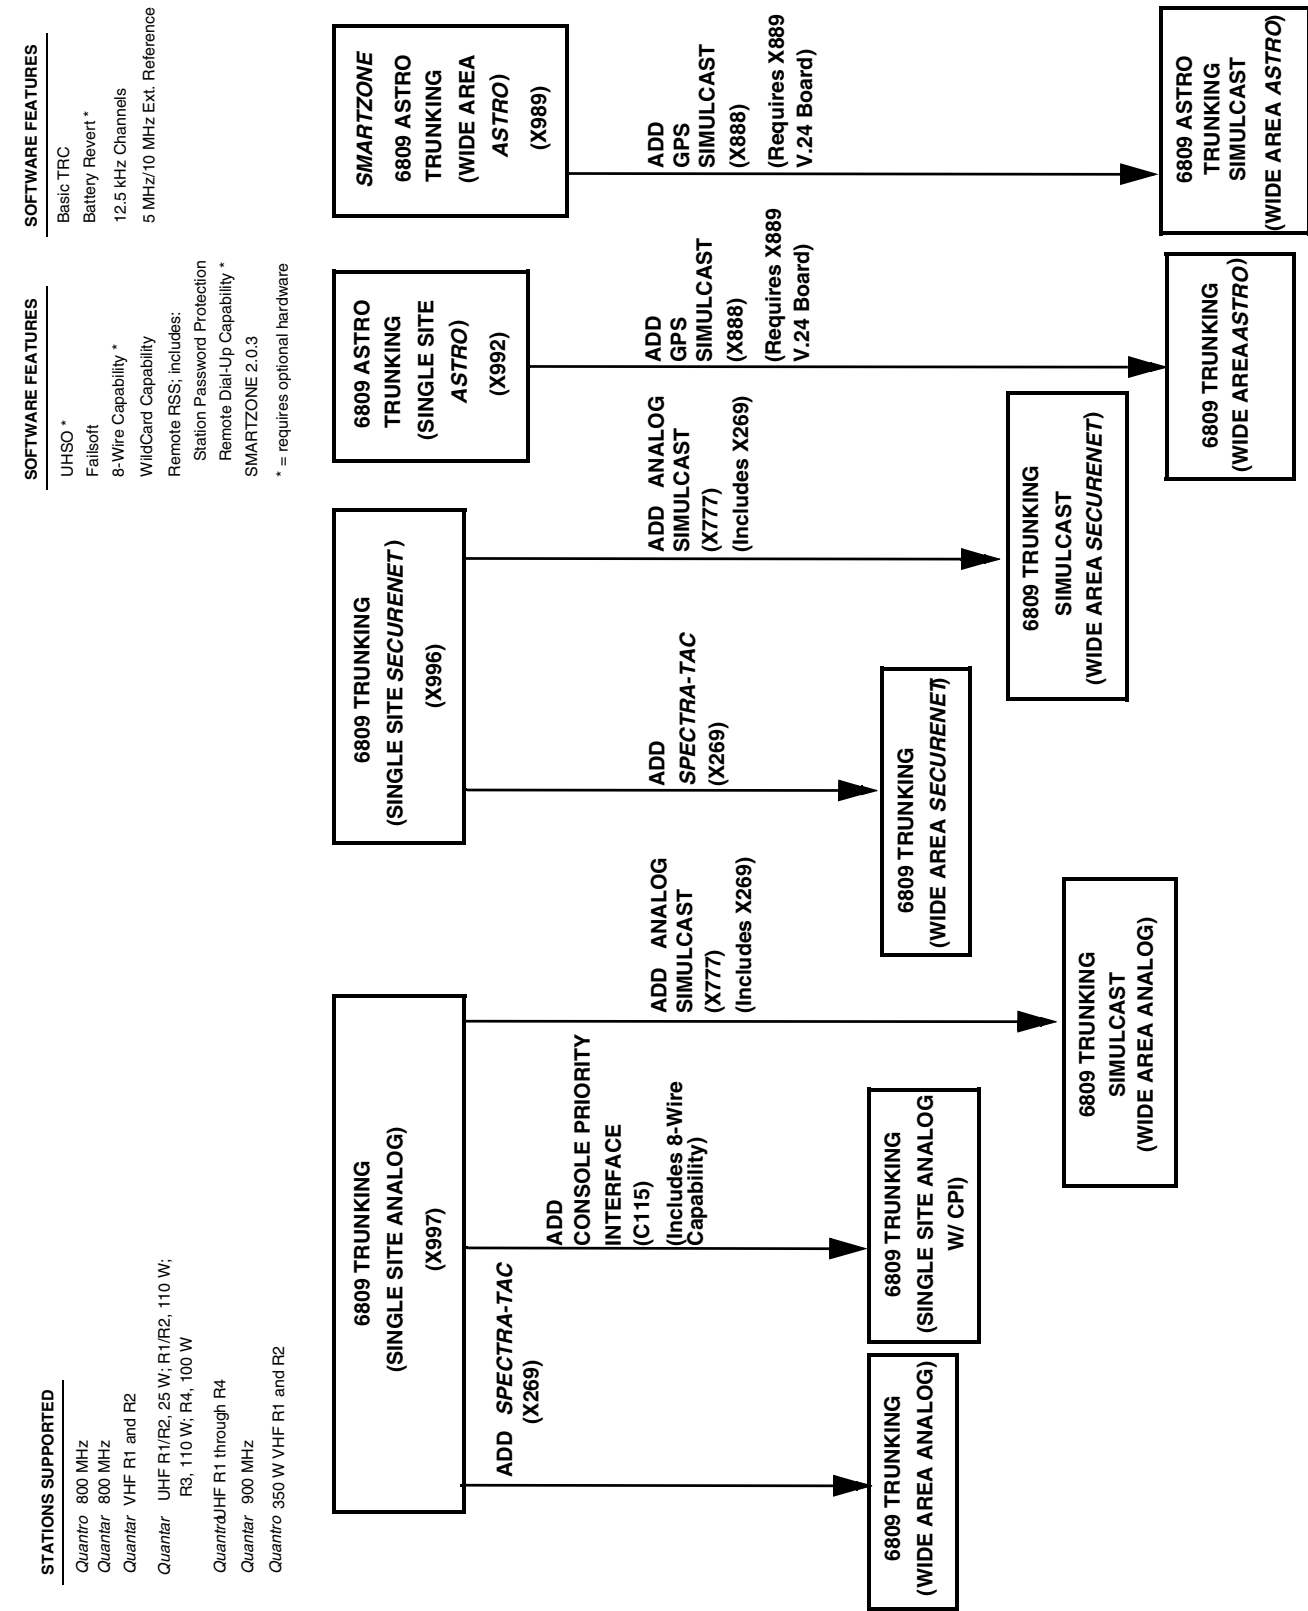 STATIONS SUPPORTED
Quantro 800 MHz
Quantar 800 MHz
Quantar VHF R1 and R2
Quantar UHF R1/R2, 25 W; R1/R2, 110 W;
R3, 110 W; R4, 100 W
QuantroUHF R1 through R4
Quantar 900 MHz
Quantro 350 W VHF R1 and R2
SOFTWARE FEATURES
UHSO *
Failsoft
8-Wire Capability *
WildCard Capability
Remote RSS; includes:
Station Password Protection
Remote Dial-Up Capability *
SMARTZONE 2.0.3
* = requires optional hardware
SOFTWARE FEATURES
Basic TRC
Battery Revert *
12.5 kHz Channels
5 MHz/10 MHz Ext. Reference
6809 TRUNKING
(SINGLE SITE ANALOG)
(X997)
ADD SPECTRA-TAC
(X269)
6809 TRUNKING
(WIDE AREA ANALOG)
ADD
CONSOLE PRIORITY
INTERFACE
(C115)
(Includes 8-Wire
Capability)
6809 TRUNKING
(SINGLE SITE ANALOG
W/ CPI)
ADD ANALOG
SIMULCAST
(X777)
(Includes X269)
6809 TRUNKING
SIMULCAST
(WIDE AREA ANALOG)
6809 TRUNKING
(SINGLE SITE SECURENET)
(X996)
ADD
SPECTRA-TAC
(X269)
6809 TRUNKING
(WIDE AREA SECURENET)
ADD ANALOG
SIMULCAST
(X777)
(Includes X269)
6809 TRUNKING
SIMULCAST
(WIDE AREA SECURENET)
6809 ASTRO
TRUNKING
(SINGLE SITE
ASTRO)
(X992)
ADD
GPS
SIMULCAST
(X888)
(Requires X889
V.24 Board)
6809 TRUNKING
(WIDE AREAASTRO)
SMARTZONE
6809 ASTRO
TRUNKING
(WIDE AREA
ASTRO)
(X989)
ADD
GPS
SIMULCAST
(X888)
(Requires X889
V.24 Board)
6809 ASTRO
TRUNKING
SIMULCAST
(WIDE AREA ASTRO)